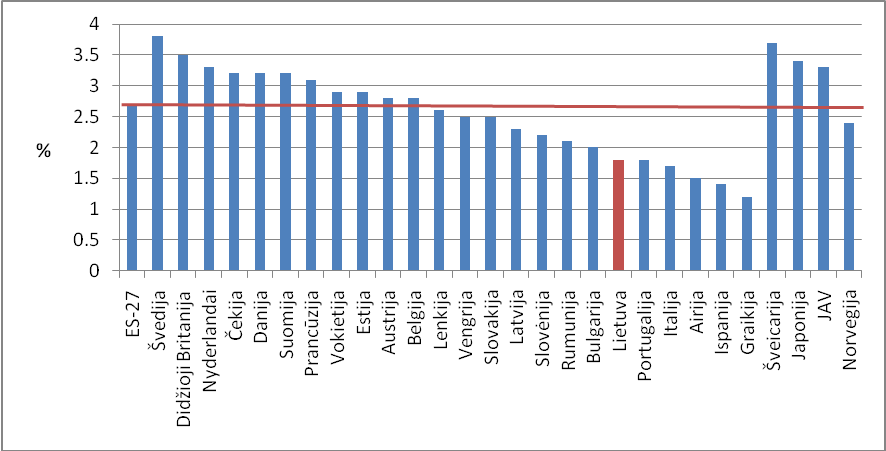 4
3.5
3
2.5
2
1.5
1
0.5
0
%
ES-27
Švedija
Didžioji Britanija
Nyderlandai
Čekija
Danija
Suomija
Prancūzija
Vokietija
Estija
Austrija
Belgija
Lenkija
Vengrija
Slovakija
Latvija
Slovėnija
Rumunija
Bulgarija
Lietuva
Portugalija
Italija
Airija
Ispanija
Graikija
Šveicarija
Japonija
JAV
Norvegija